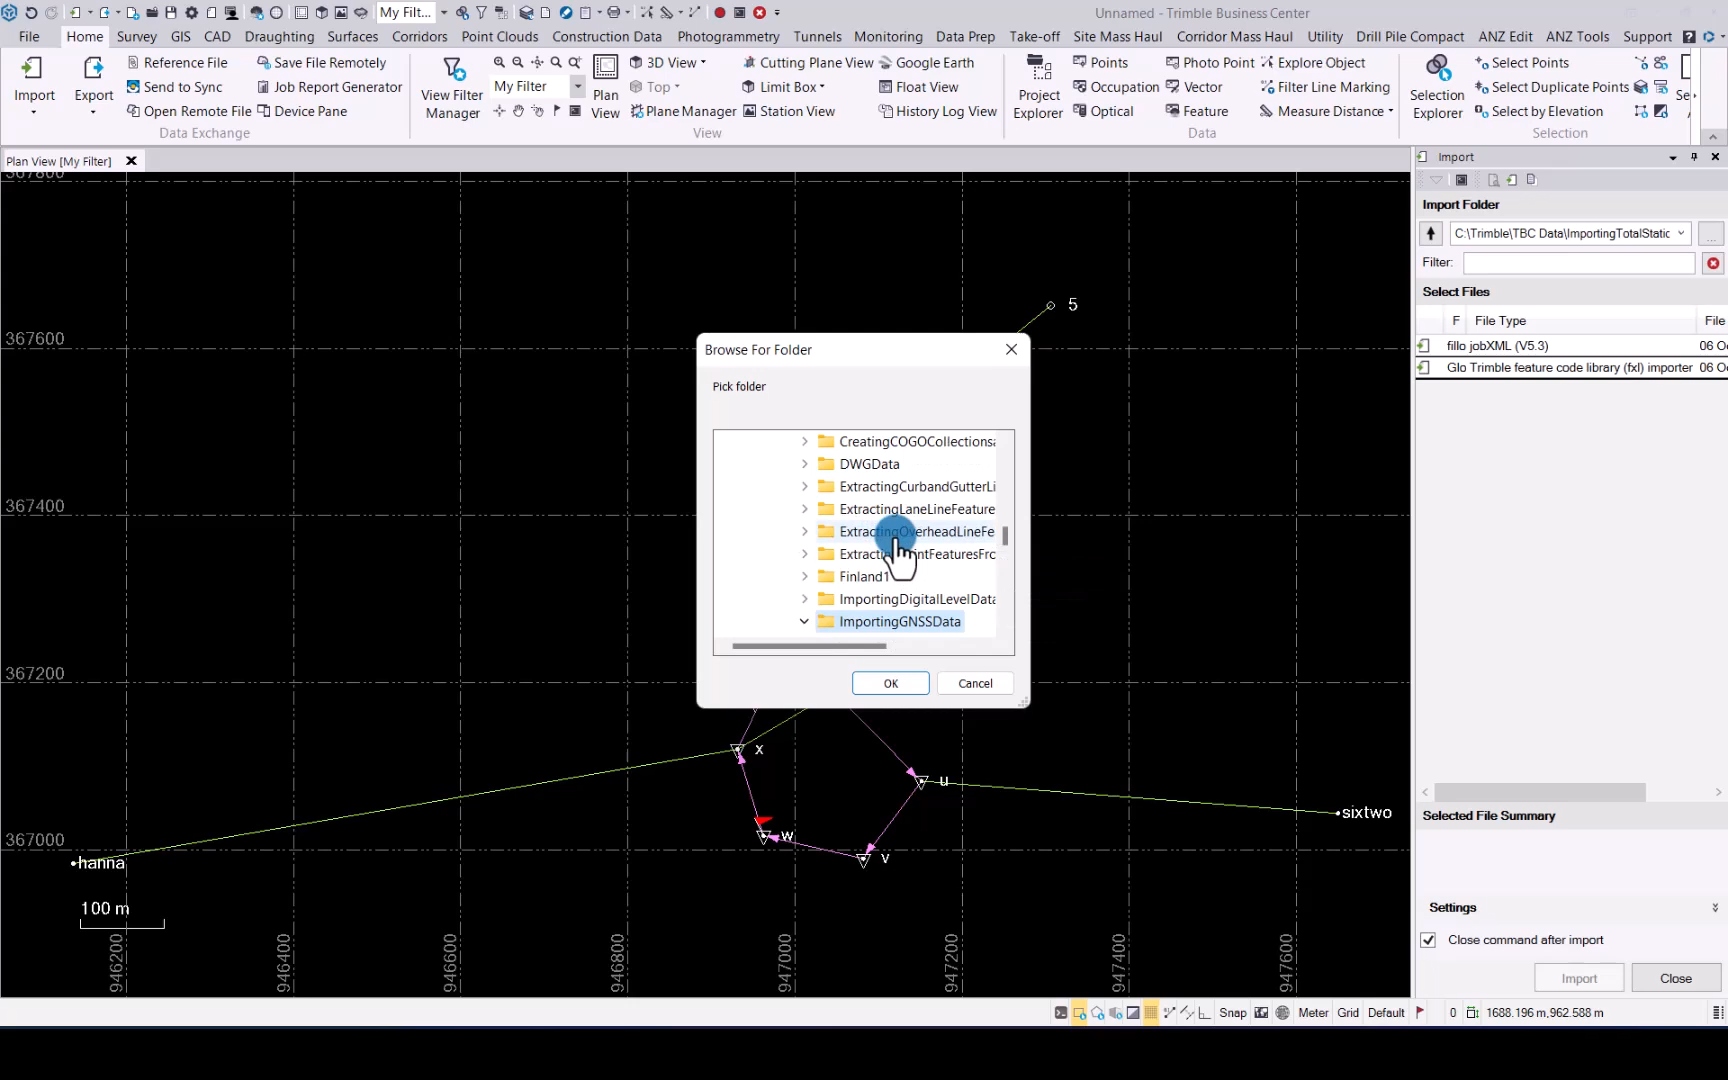 My Filt...
Unnamed - Trimble Business Center
File Home Survey GIS CAD Draughting Surfaces Corridors Point Clouds Construction Data Photogrammetry Tunnels Monitoring Data Prep Take-off Site Mass Haul Corridor Mass Haul Utility Drill Pile Compact ANZ Edit ANZ Tools Support
Import
Export
Reference File
Send to Sync
Open Remote File
Save File Remotely
Job Report Generator
Device Pane
Data Exchange
View Filter Manager
My Filter
Plan View
3D View
Top
Plane Manager
Cutting Plane View
Limit Box
Station View
Google Earth
Float View
History Log View
View
Project Explorer
Points
Occupation
Optical
Photo Point
Vector
Feature
Explore Object
Filter Line Marking
Measure Distance
Data
Selection Explorer
Select Points
Select Duplicate Points
Select by Elevation
Se
Selection
Plan View [My Filter]
367800
367600
367400
367200
367000
5
x
u
w
v
hanna
sixtwo
100 m
946200
946400
946600
946800
947000
947200
947400
947600
Browse For Folder
Pick folder
CreatingCOGOCollections
DWGData
ExtractingCurbandGutterLi
ExtractingLaneLineFeature
ExtractingOverheadLineFe
Finland1
ImportingDigitalLevelData
ImportingGNSSData
OK Cancel
Import
Import Folder
C:\Trimble\TBC Data\ImportingTotalStatic
...
Filter:
Select Files
F File Type File
fillo jobXML (V5.3) 06 O
Glo Trimble feature code library (fxl) importer 06 O
Selected File Summary
Settings
Close command after import
Import Close
Snap Meter Grid Default 0 1688.196 m,962.588 m